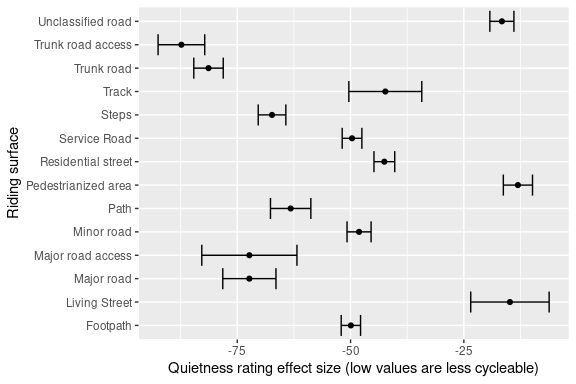 Riding surface
Unclassified road
Trunk road access
Trunk road
Track
Steps
Service Road
Residential street
Pedestrianized area
Path
Minor road
Major road access
Major road
Living Street
Footpath
-75
-50
-25
Quietness rating effect size (low values are less cycleable)